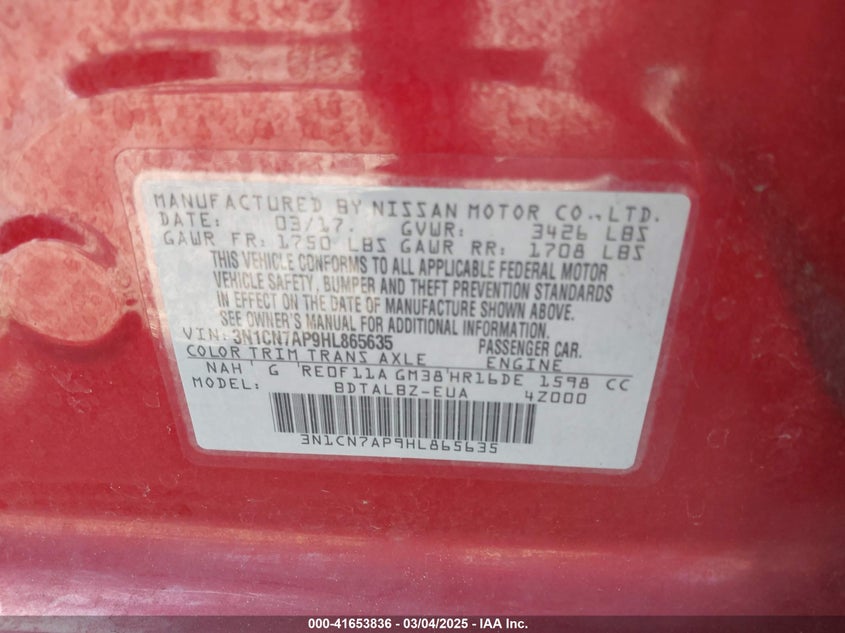 MANUFACTURED BY NISSAN MOTOR CO., LTD.
DATE: 03/17. GVWR: 3426 LBS
GAWR FR: 1750 LBS GAWR RR: 1708 LBS
THIS VEHICLE CONFORMS TO ALL APPLICABLE FEDERAL MOTOR
VEHICLE SAFETY, BUMPER AND THEFT PREVENTION STANDARDS
IN EFFECT ON THE DATE OF MANUFACTURE SHOWN ABOVE.
SEE OWNER'S MANUAL FOR ADDITIONAL INFORMATION.
VIN: 3N1CN7AP9HL865635 PASSENGER CAR.
COLOR TRIM TRANS AXLE ENGINE
NAH G RE0F11A GM38 HR16DE 1598 CC
MODEL: BDTALBZ-EUA 4Z000
3N1CN7AP9HL865635
000-41653836 - 03/04/2025 - IAA Inc.